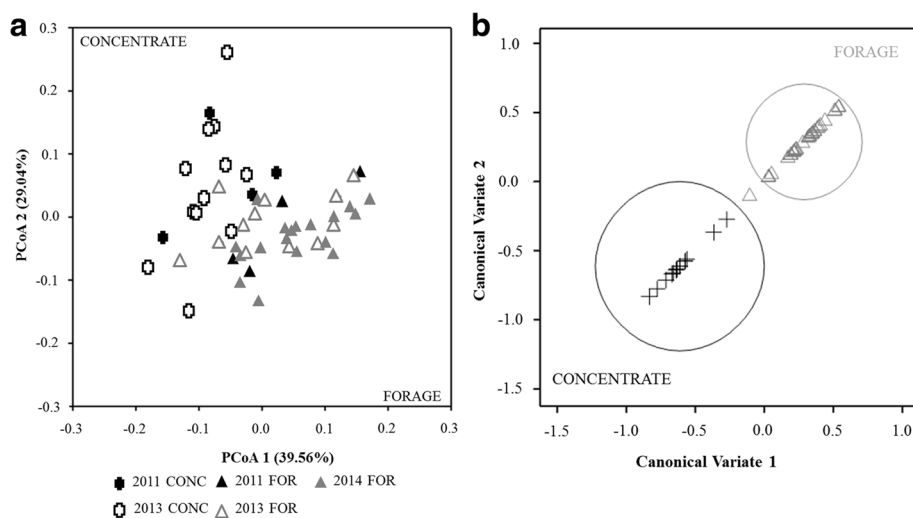 a
CONCENTRATE
0.3
0.2
0.1
0.0
-0.1
-0.2
-0.3
PCoA 2 (29.04%)
FORAGE
-0.3 -0.2 -0.1 0.0 0.1 0.2 0.3
PCoA 1 (39.56%)
2011 CONC 2011 FOR 2014 FOR
2013 CONC 2013 FOR
b
FORAGE
1.0
0.5
0.0
-0.5
-1.0
-1.5
Canonical Variate 2
CONCENTRATE
-1.5 -1.0 -0.5 0.0 0.5 1.0
Canonical Variate 1